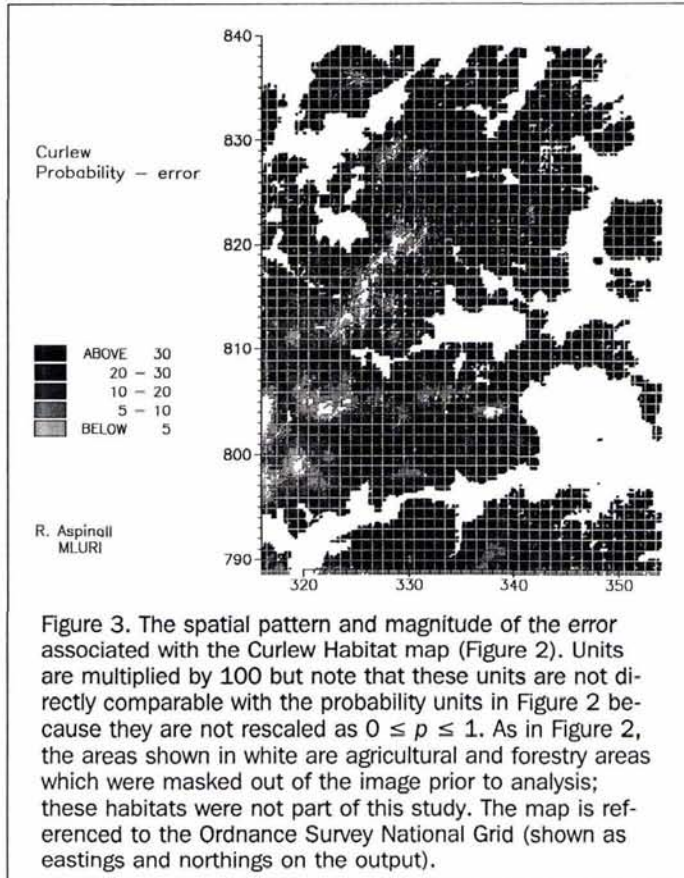 840
830
820
810
800
790
320 330 340 350
Curlew
Probability – error
ABOVE 30
20 – 30
10 – 20
5 – 10
BELOW 5
R. Aspinall
MLURI
Figure 3. The spatial pattern and magnitude of the error
associated with the Curlew Habitat map (Figure 2). Units
are multiplied by 100 but note that these units are not di-
rectly comparable with the probability units in Figure 2 be-
cause they are not rescaled as 0 ≤ p ≤ 1. As in Figure 2,
the areas shown in white are agricultural and forestry areas
which were masked out of the image prior to analysis;
these habitats were not part of this study. The map is ref-
erenced to the Ordnance Survey National Grid (shown as
eastings and northings on the output).